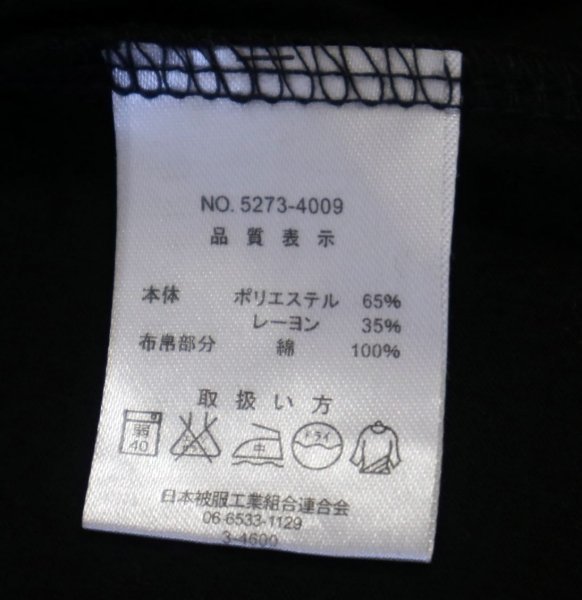 NO. 5273-4009
品質表示
本体 ポリエステル 65%
レーヨン 35%
布帛部分 綿 100%
取扱い方
弱 40 中 ドライ
日本被服工業組合連合会
06-6533-1129
3-4600